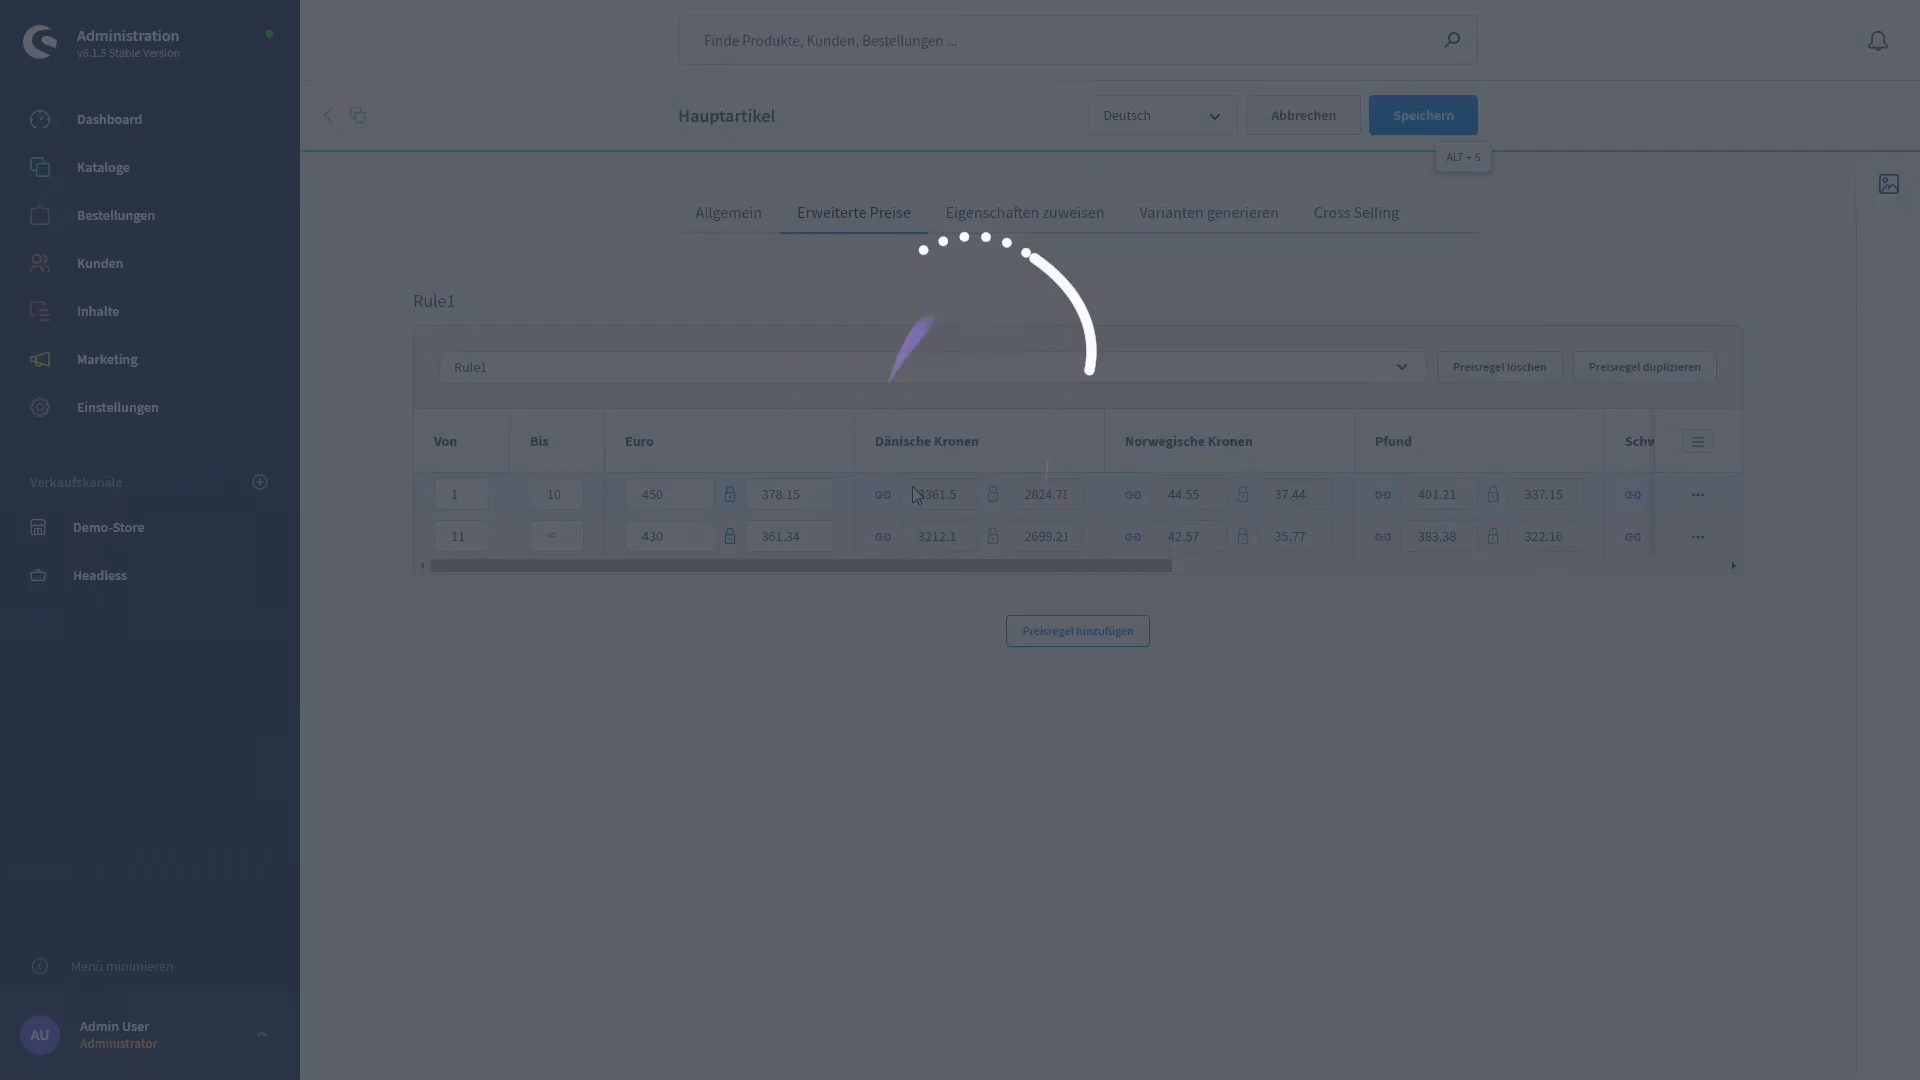 Administration
v6.1.5 Stable Version
Finde Produkte, Kunden, Bestellungen ...
Hauptartikel
Deutsch
Abbrechen
Speichern
ALT + S
Dashboard
Kataloge
Bestellungen
Kunden
Inhalte
Marketing
Einstellungen
Verkaufskanäle
Demo-Store
Headless
Menü minimieren
AU
Admin User
Administrator
Allgemein Erweiterte Preise Eigenschaften zuweisen Varianten generieren Cross Selling
Rule1
Rule1 Preisregel löschen Preisregel duplizieren
Von Bis Euro Dänische Kronen Norwegische Kronen Pfund Schw
1 10 450 378.15 3361.5 2824.78 44.55 37.44 401.21 337.15
11 ∞ 430 361.34 3212.1 2699.21 42.57 35.77 383.38 322.16
Preisregel hinzufügen